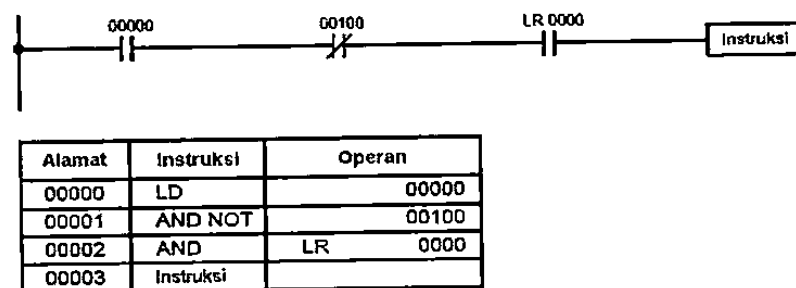 00000 00100 LR 0000
Instruksi
Alamat Instruksi Operan
00000 LD 00000
00001 AND NOT 00100
00002 AND LR 0000
00003 Instruksi